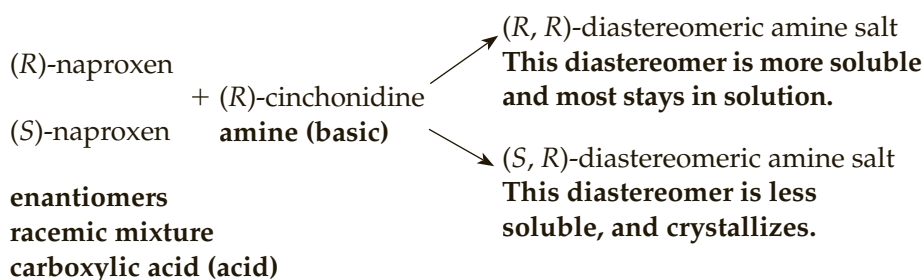 (R)-naproxen
(S)-naproxen
enantiomers
racemic mixture
carboxylic acid (acid)
+ (R)-cinchonidine
amine (basic)
(R, R)-diastereomeric amine salt
This diastereomer is more soluble
and most stays in solution.
(S, R)-diastereomeric amine salt
This diastereomer is less
soluble, and crystallizes.